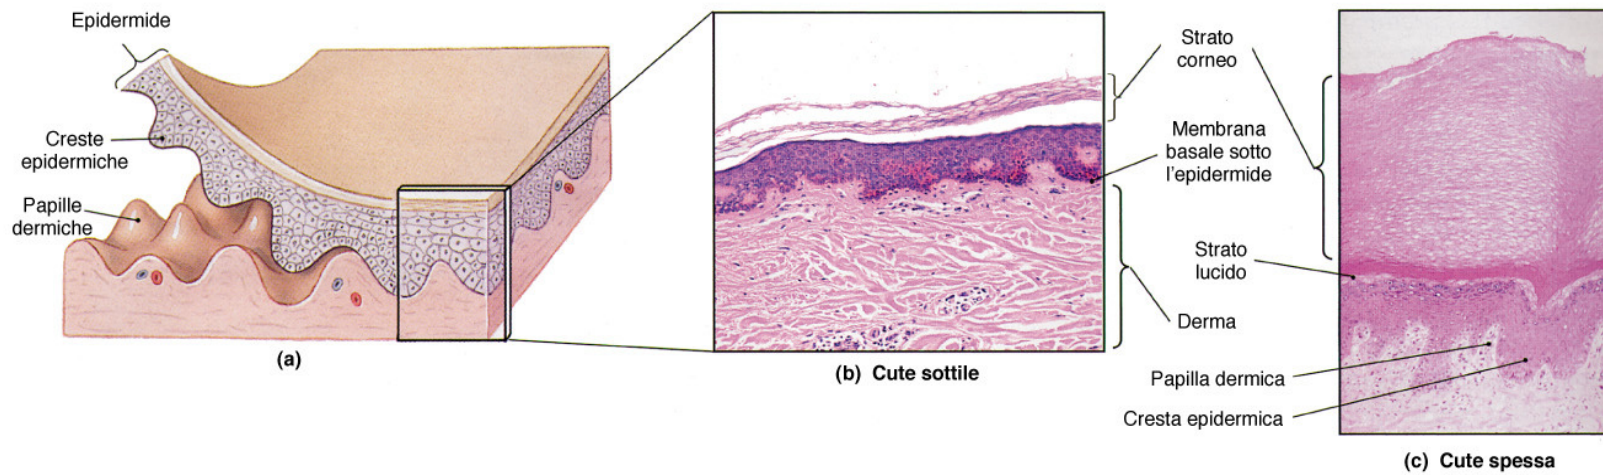 Epidermide
Creste
epidermiche
Papille
dermiche
(a)
(b) Cute sottile
Strato
corneo
Membrana
basale sotto
l'epidermide
Strato
lucido
Derma
Papilla dermica
Cresta epidermica
(c) Cute spessa